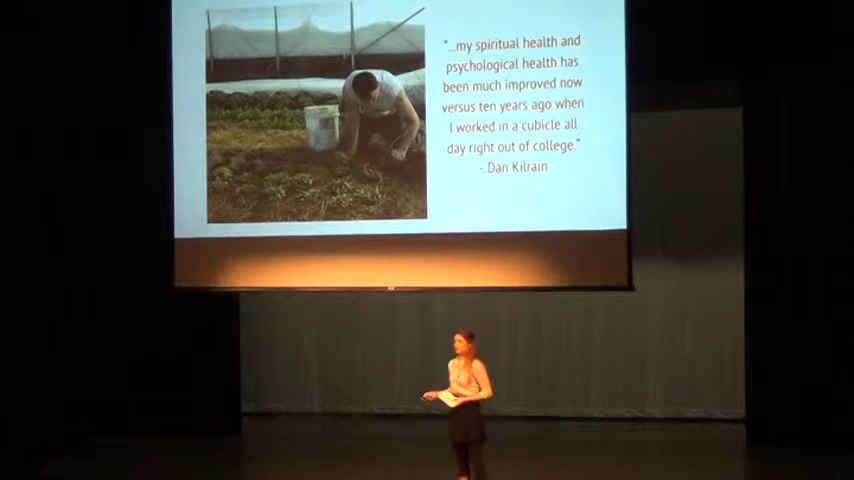 "...my spiritual health and
psychological health has
been much improved now
versus ten years ago when
I worked in a cubicle all
day right out of college."
- Dan Kilrain